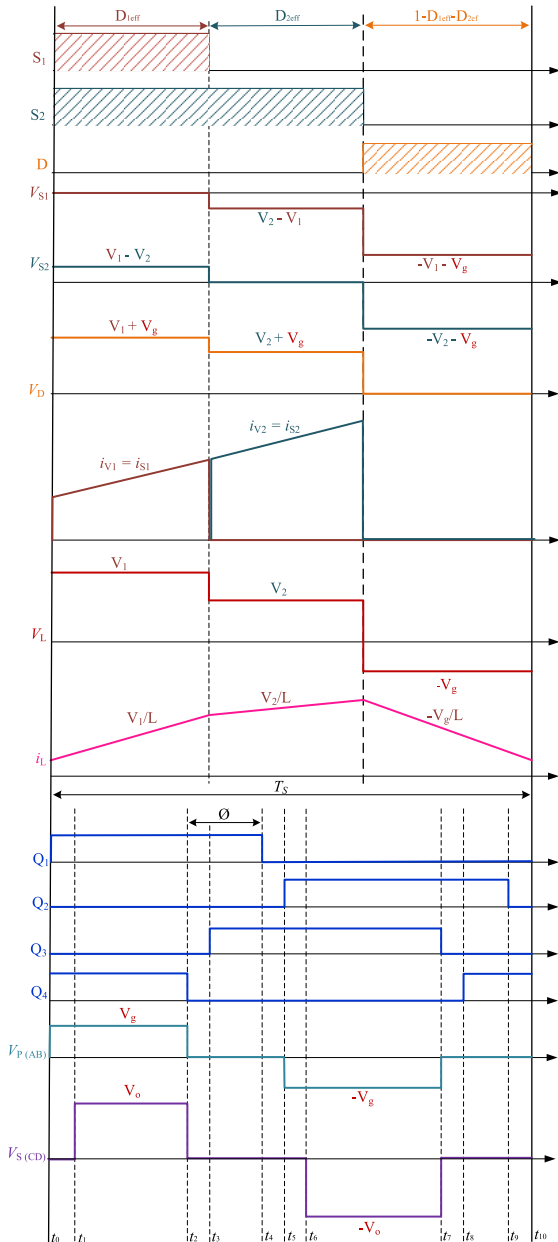 D1eff D2eff 1-D1eff-D2ef
S1
S2
D
VS1
V2 - V1
-V1 - Vg
VS2
V1 - V2
-V2 - Vg
V1 + Vg
V2 + Vg
VD
iV1 = iS1
iV2 = iS2
V1
V2
VL
-Vg
V1/L
V2/L
-Vg/L
iL
TS
Ø
Q1
Q2
Q3
Q4
Vg
VP (AB)
-Vg
Vo
VS (CD)
-Vo
t0 t1 t2 t3 t4 t5 t6 t7 t8 t9 t10